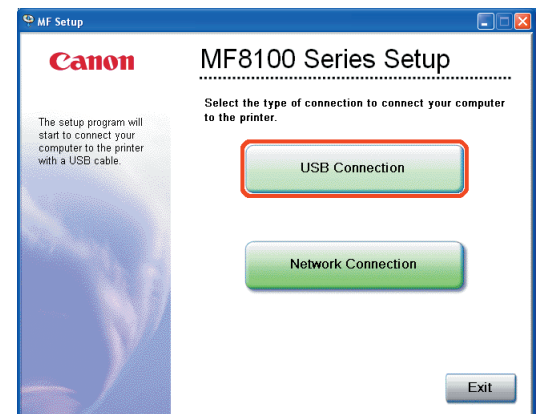 MF Setup
Canon
MF8100 Series Setup
Select the type of connection to connect your computer
to the printer.
The setup program will
start to connect your
computer to the printer
with a USB cable.
USB Connection
Network Connection
Exit